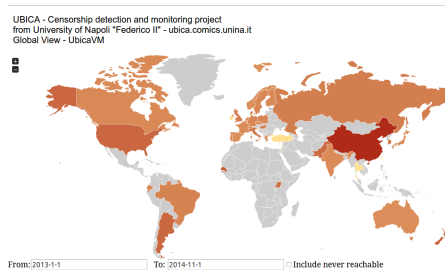 UBICA - Censorship detection and monitoring project
from University of Napoli "Federico II" - ubica.comics.unina.it
Global View - UbicaVM
+
-
From: 2013-1-1 To: 2014-11-1 Include never reachable